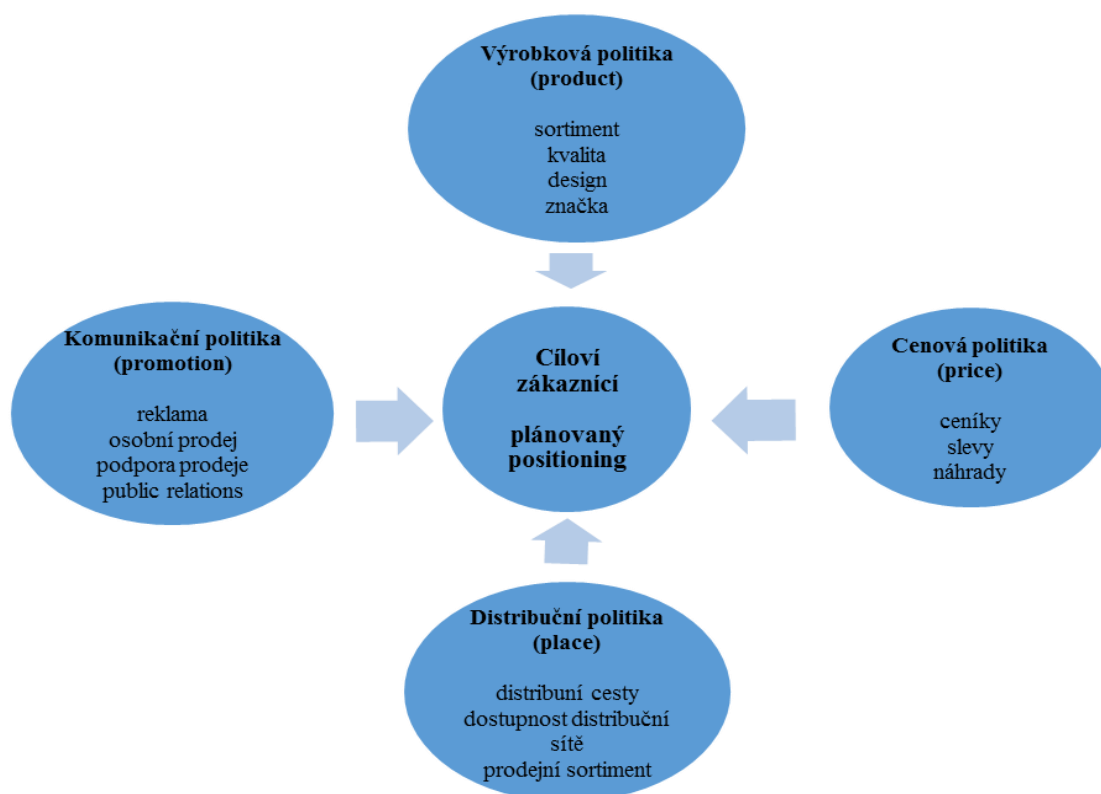 Výrobková politika
(product)
sortiment
kvalita
design
značka
Komunikační politika
(promotion)
reklama
osobní prodej
podpora prodeje
public relations
Cíloví
zákaznící
plánovaný
positioning
Cenová politika
(price)
ceníky
slevy
náhrady
Distribuční politika
(place)
distribuní cesty
dostupnost distribuční
sítě
prodejní sortiment